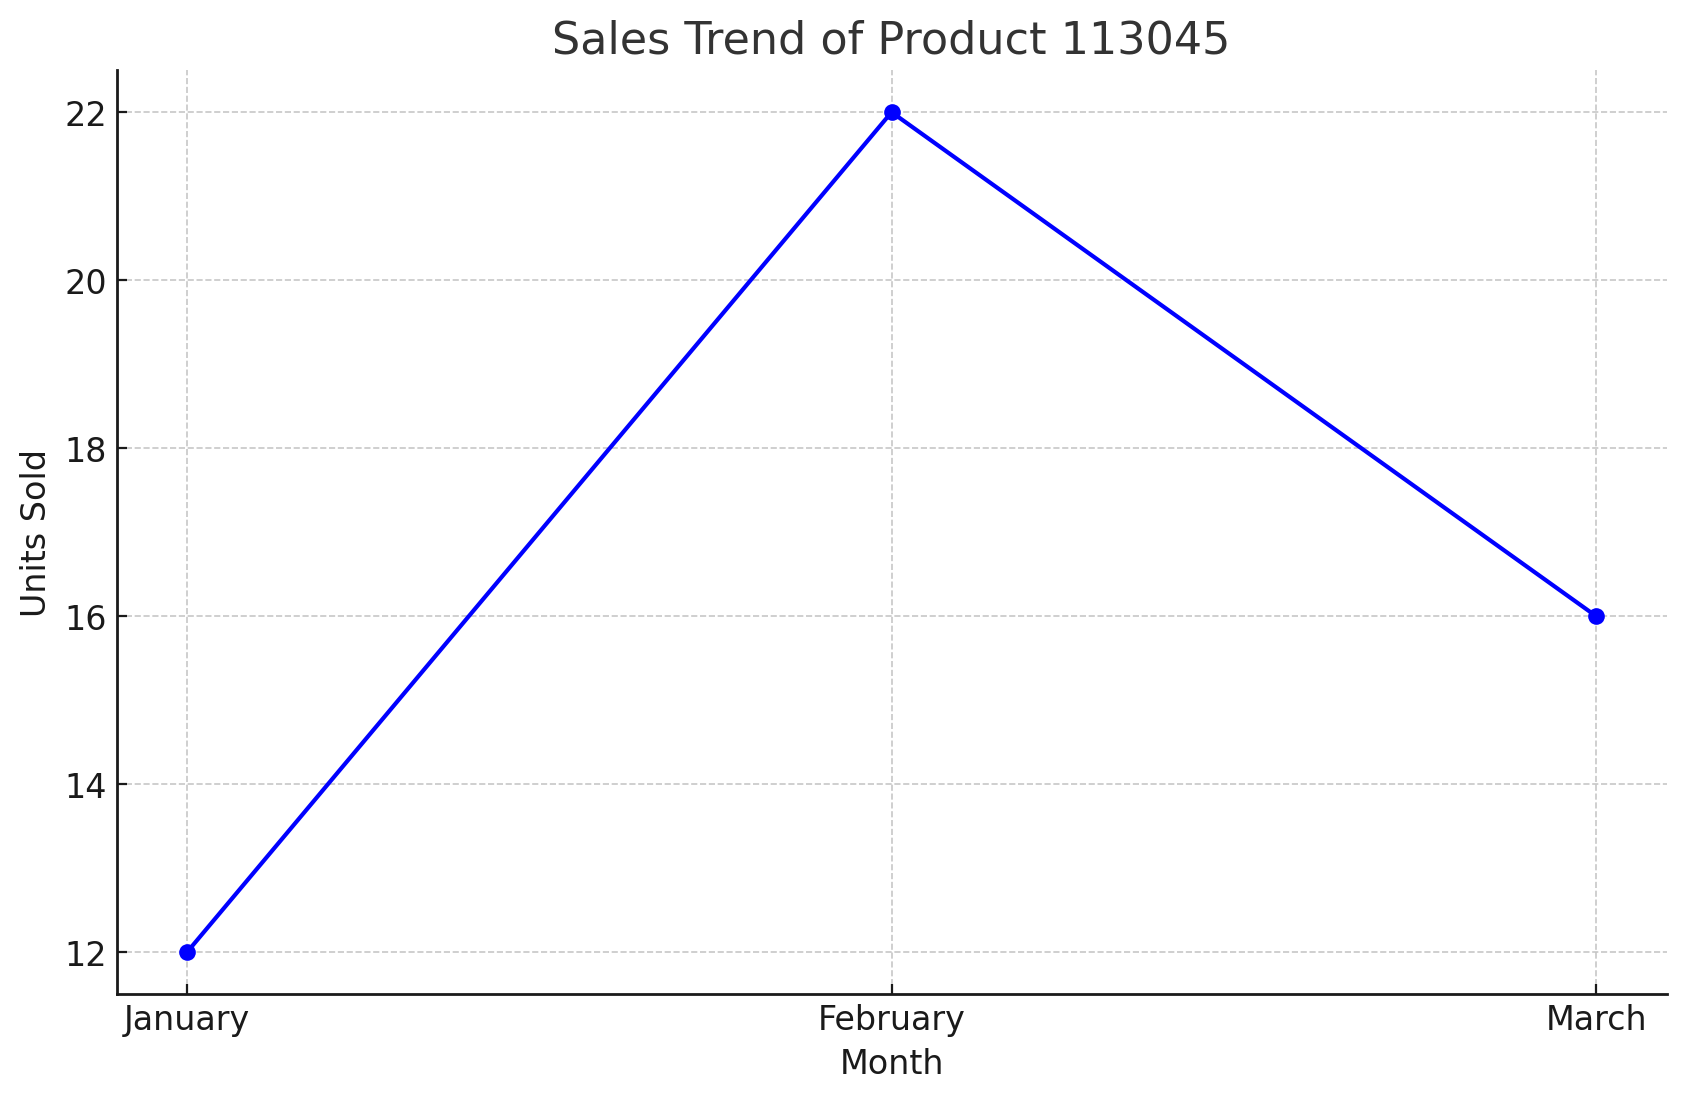 Sales Trend of Product 113045
22
20
18
16
14
12
Units Sold
January February March
Month